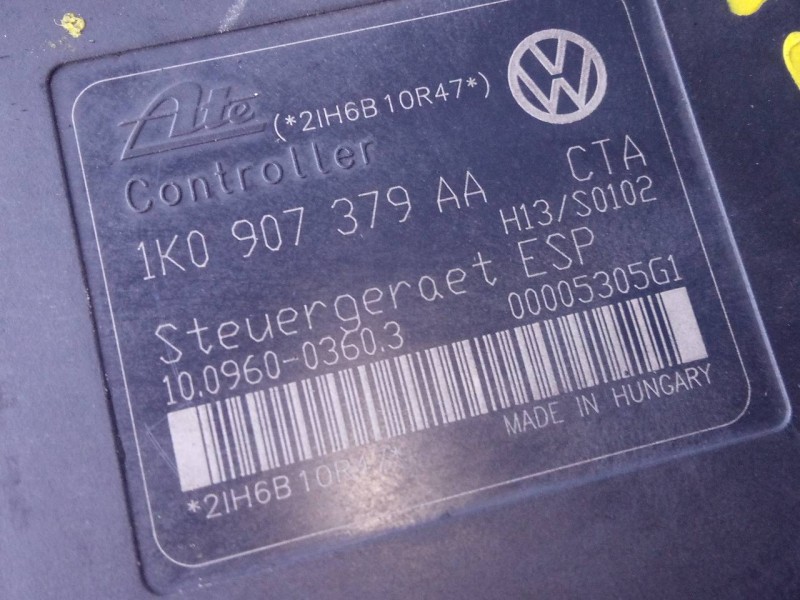 Ate (*2IH6B10R47*)
Controller
1K0 907 379 AA CTA
H13/S0102
Steuergeraet ESP
10.0960-0360.3 00005305G1
MADE IN HUNGARY
*2IH6B10R47*